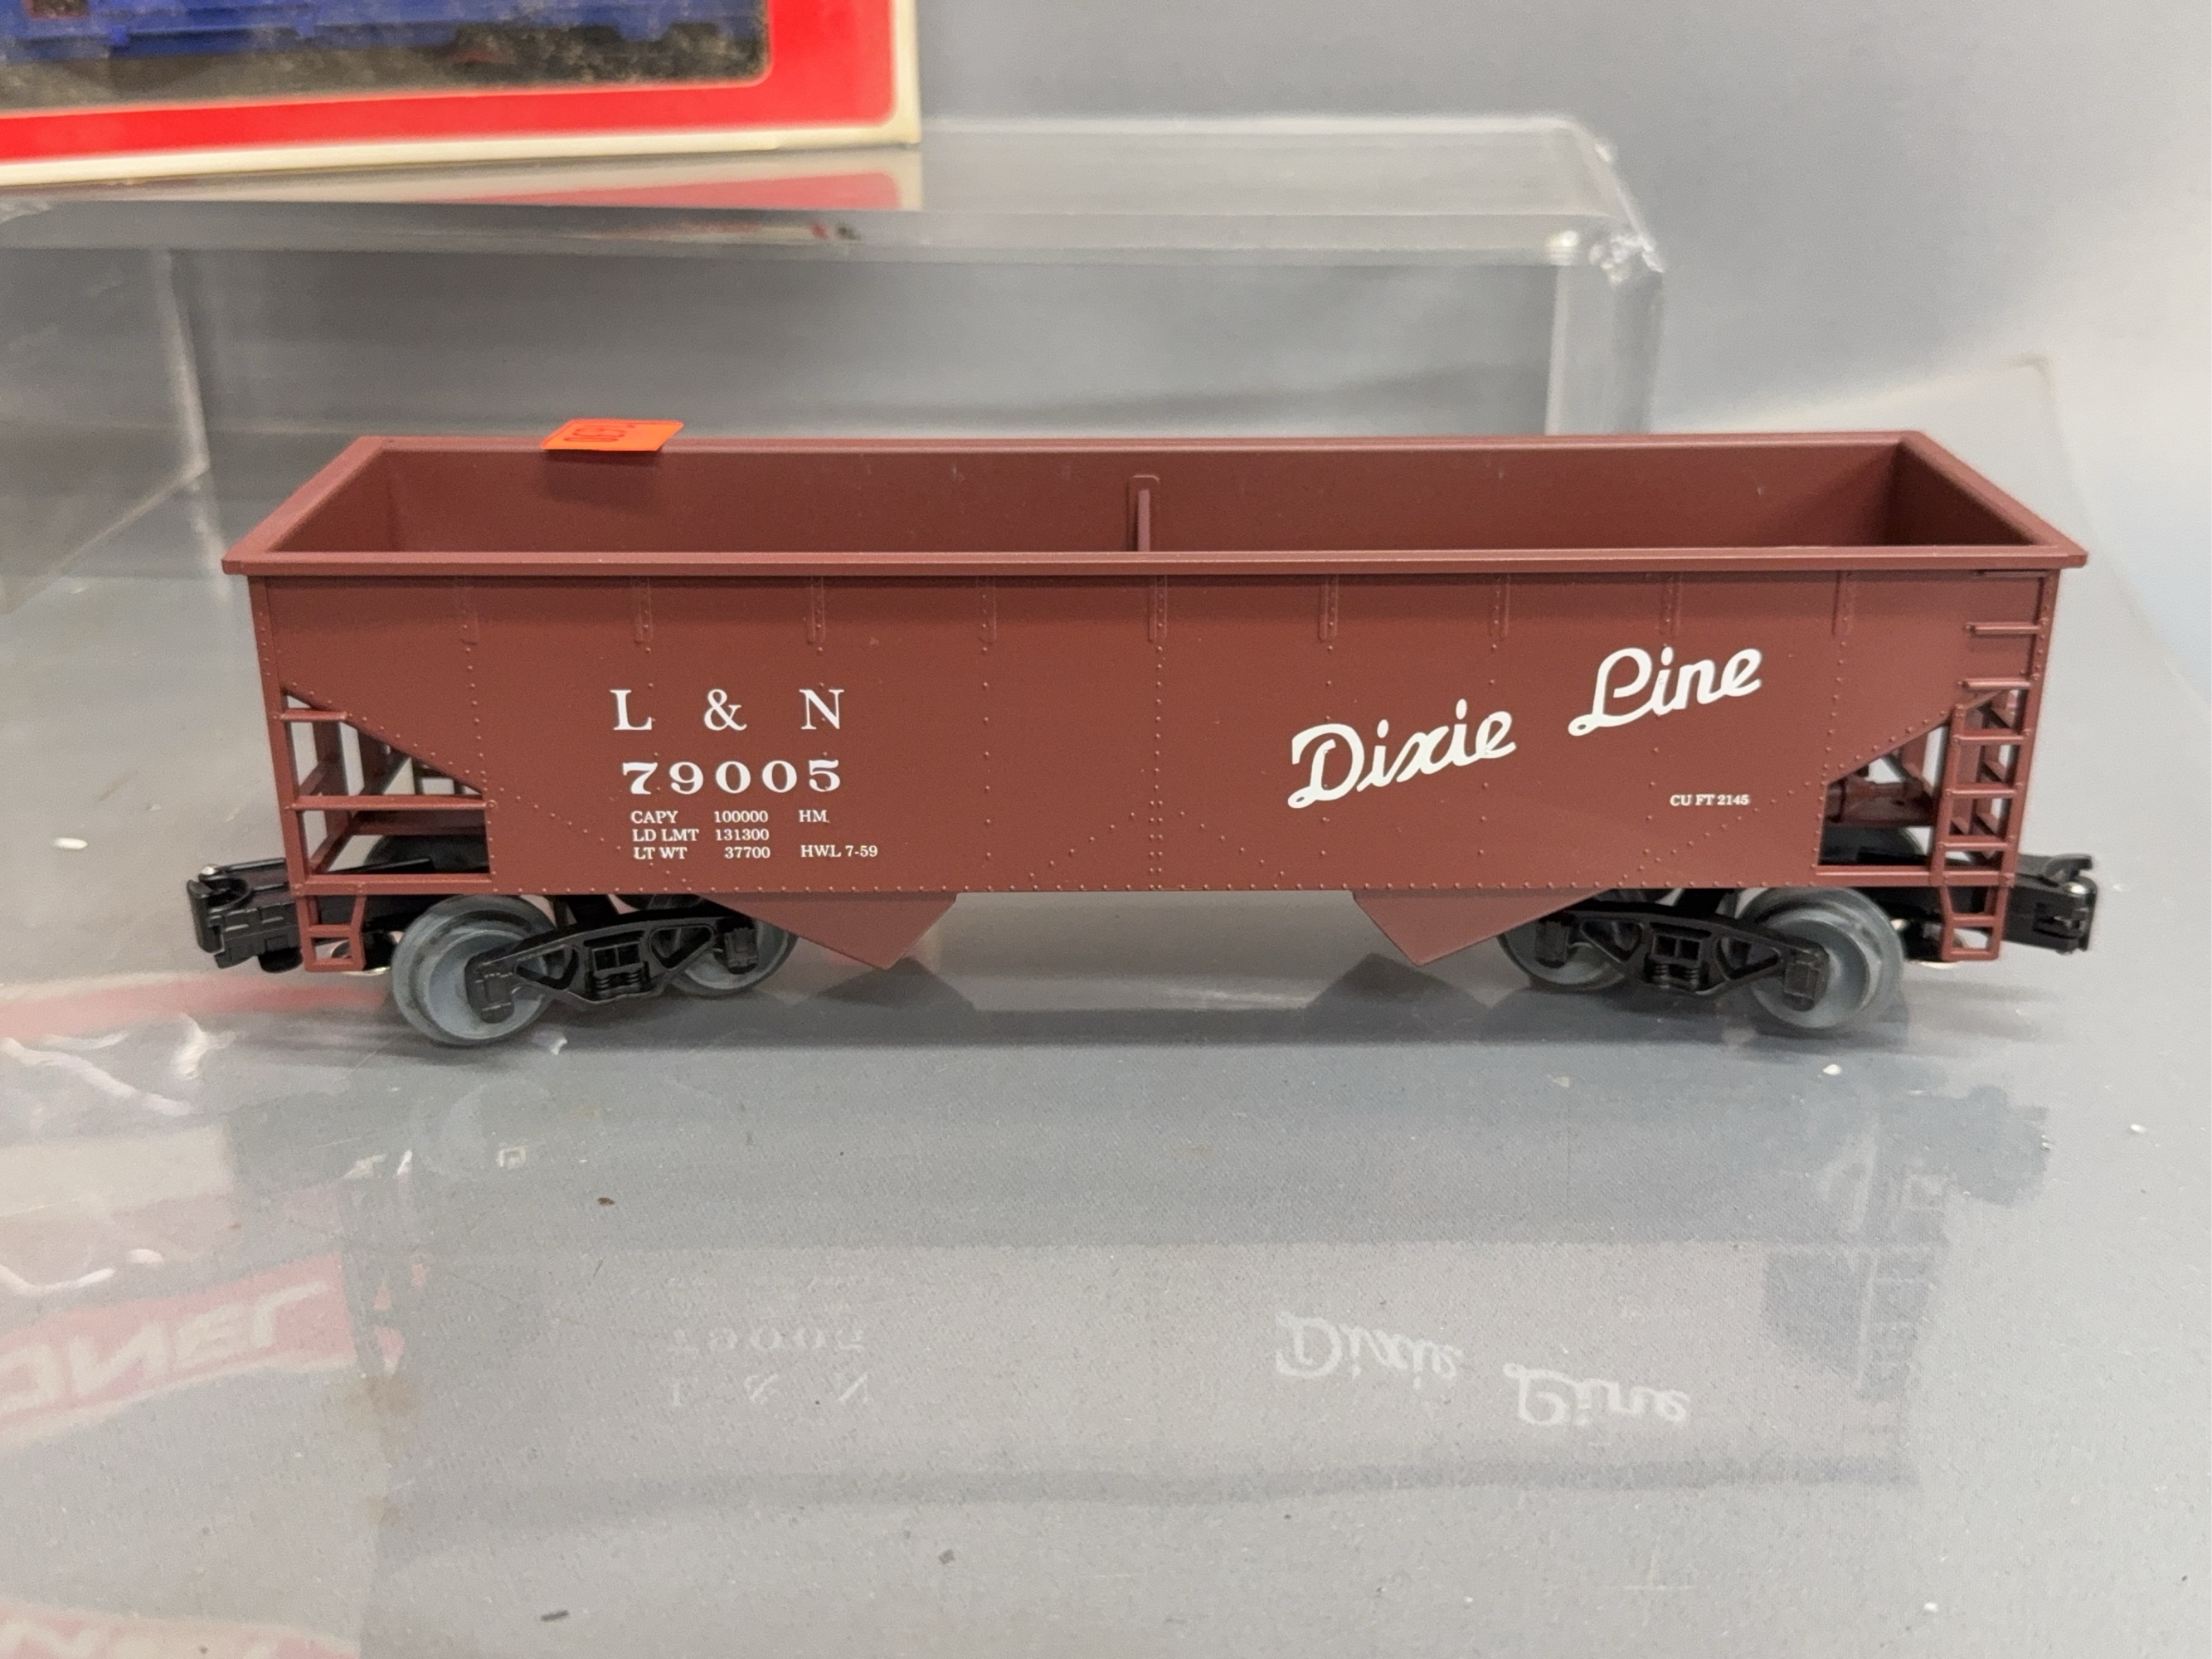 L & N
79005
CAPY 100000 HM
LD LMT 131300
LT WT 37700 HWL 7-59
Dixie Line
CU FT 2145